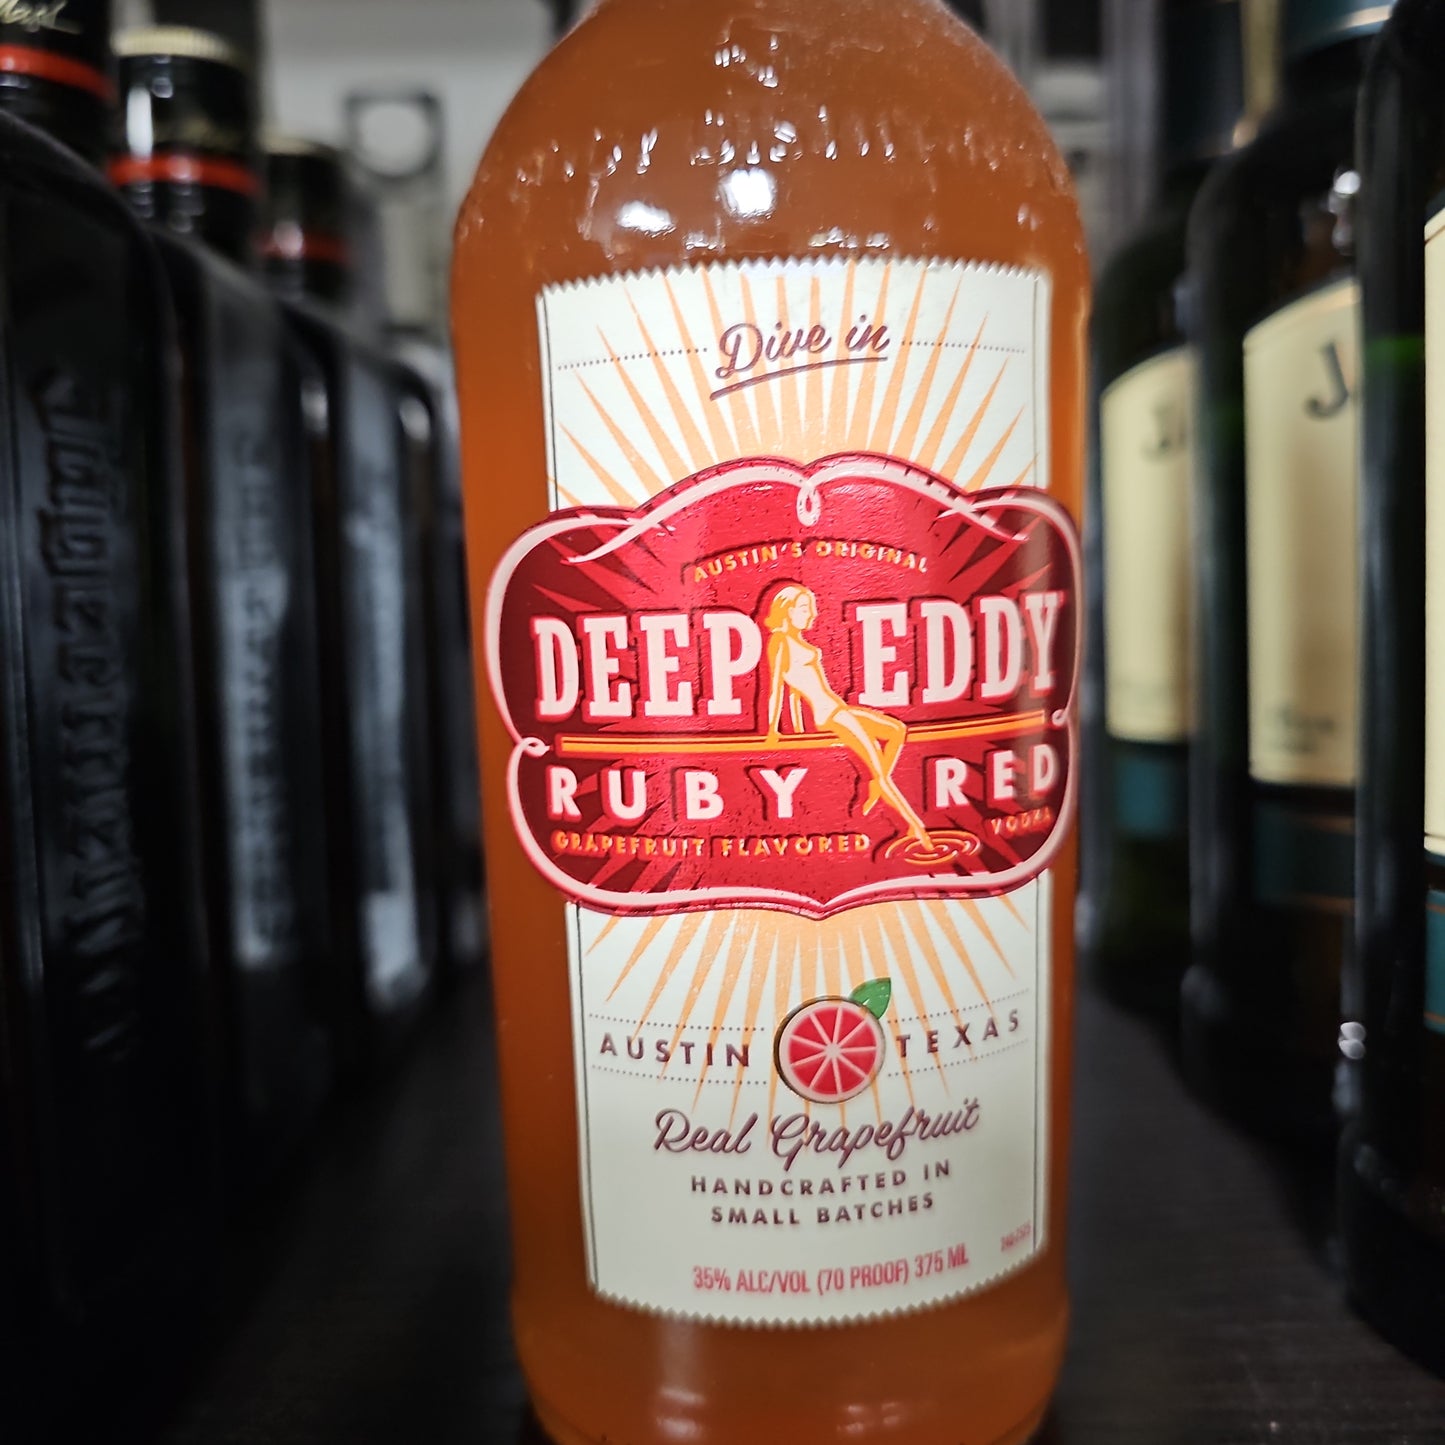 Dive in
AUSTIN'S ORIGINAL
DEEP EDDY
RUBY RED
GRAPEFRUIT FLAVORED VODKA
AUSTIN TEXAS
Real Grapefruit
HANDCRAFTED IN
SMALL BATCHES
35% ALC/VOL (70 PROOF) 375 ML